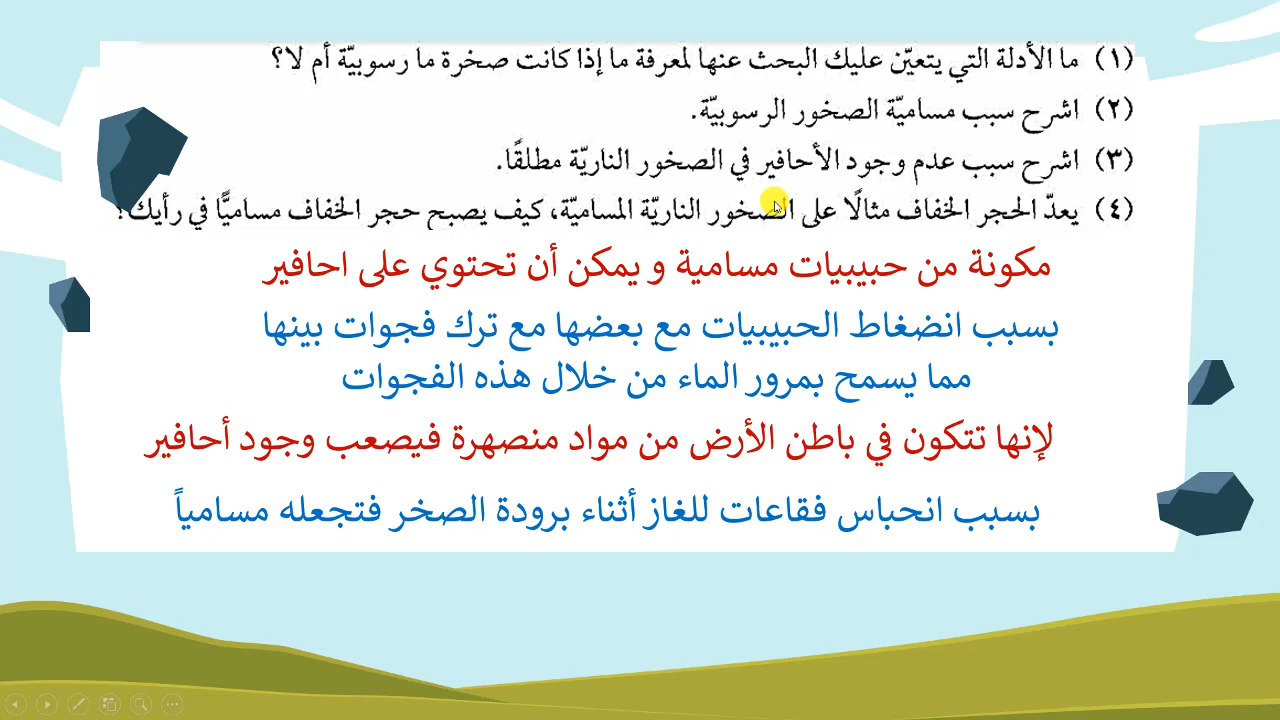 (١) ما الأدلة التي يتعيّن عليك البحث عنها لمعرفة ما إذا كانت صخرة ما رسوبيّة أم لا؟
(٢) اشرح سبب مساميّة الصخور الرسوبيّة.
(٣) اشرح سبب عدم وجود الأحافير في الصخور الناريّة مطلقًا.
(٤) يعدّ الحجر الخفاف مثالًا على الصخور الناريّة المساميّة، كيف يصبح حجر الخفاف مساميًّا في رأيك؟
مكونة من حبيبيات مسامية و يمكن أن تحتوي على احافير
بسبب انضغاط الحبيبيات مع بعضها مع ترك فجوات بينها
مما يسمح بمرور الماء من خلال هذه الفجوات
لإنها تتكون في باطن الأرض من مواد منصهرة فيصعب وجود أحافير
بسبب انحباس فقاعات للغاز أثناء برودة الصخر فتجعله مسامياً